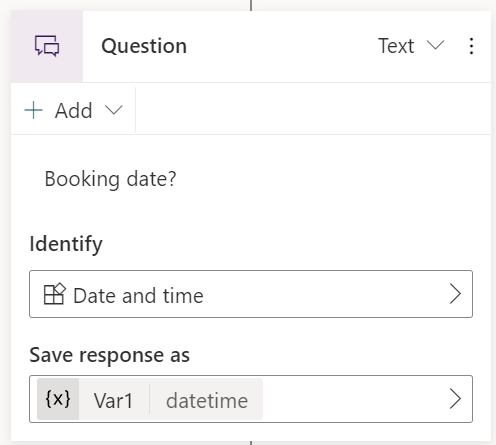 Question Text
Add
Booking date?
Identify
Date and time
Save response as
{x} Var1 datetime